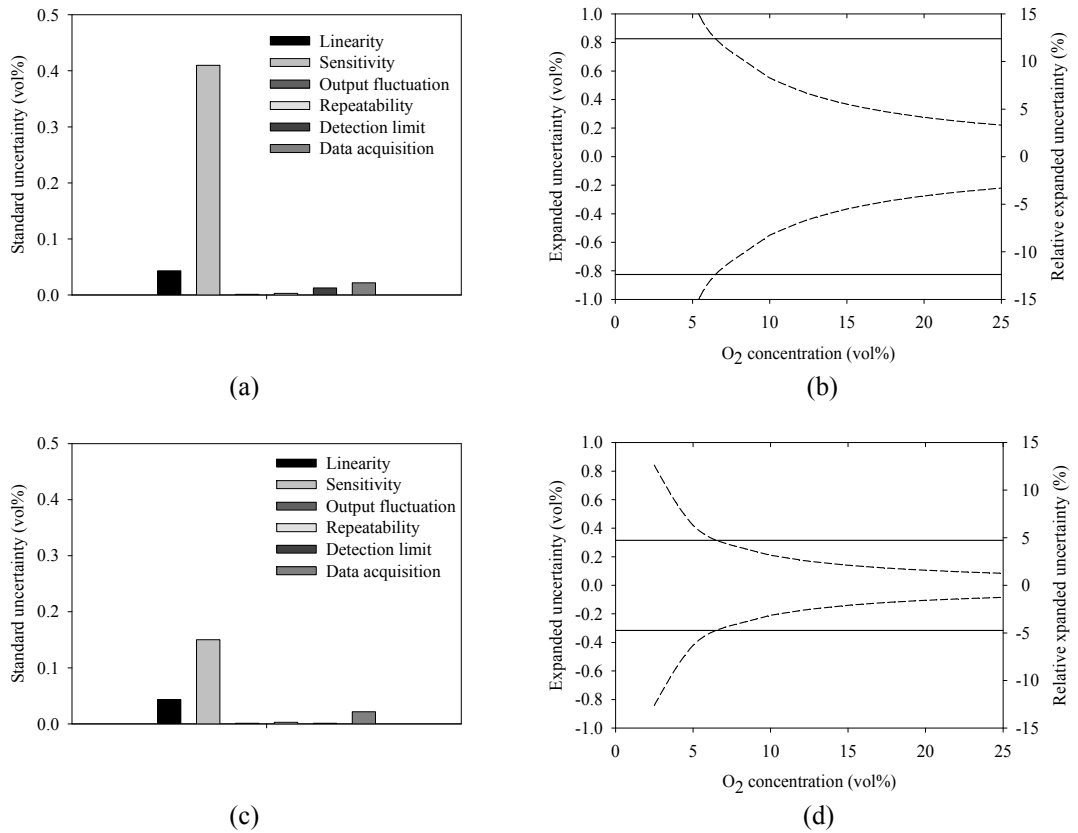 Standard uncertainty (vol%)
0.5
0.4
0.3
0.2
0.1
0.0
Linearity
Sensitivity
Output fluctuation
Repeatability
Detection limit
Data acquisition
(a)
Expanded uncertainty (vol%)
1.0
0.8
0.6
0.4
0.2
0.0
-0.2
-0.4
-0.6
-0.8
-1.0
15
10
5
0
-5
-10
-15
Relative expanded uncertainty (%)
0 5 10 15 20 25
O2 concentration (vol%)
(b)
Standard uncertainty (vol%)
0.5
0.4
0.3
0.2
0.1
0.0
Linearity
Sensitivity
Output fluctuation
Repeatability
Detection limit
Data acquisition
(c)
Expanded uncertainty (vol%)
1.0
0.8
0.6
0.4
0.2
0.0
-0.2
-0.4
-0.6
-0.8
-1.0
15
10
5
0
-5
-10
-15
Relative xpanded uncertainty (%)
0 5 10 15 20 25
O2 concentration (vol%)
(d)